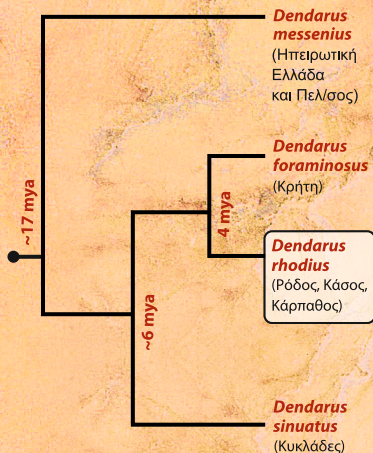 Dendarus
messenius
(Ηπειρωτική
Ελλάδα
και Πελ/σος)
~17 mya
Dendarus
foraminosus
(Κρήτη)
4 mya
Dendarus
rhodius
(Ρόδος, Κάσος,
Κάρπαθος)
~6 mya
Dendarus
sinuatus
(Κυκλάδες)